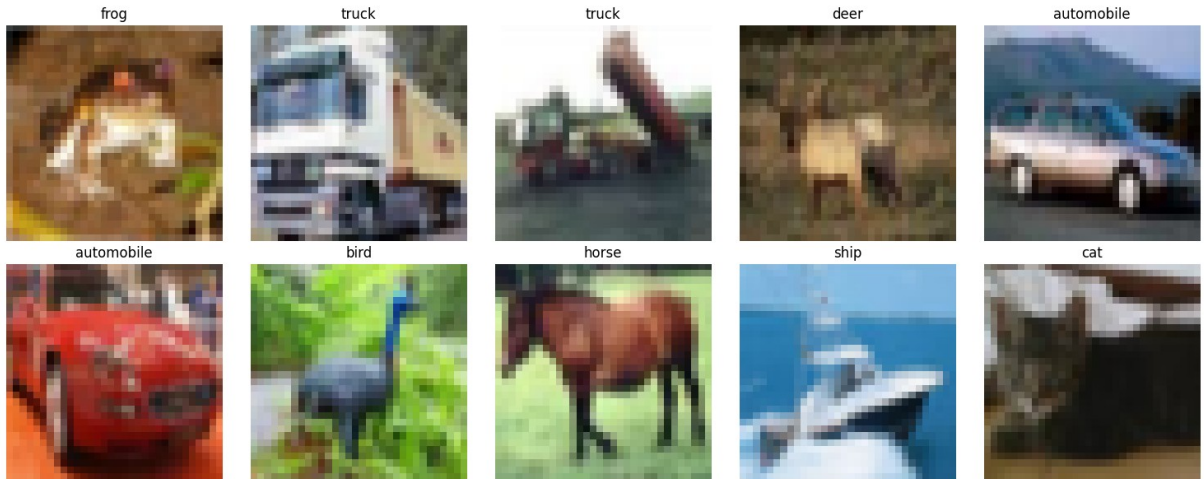 frog
truck
truck
deer
automobile
automobile
bird
horse
ship
cat